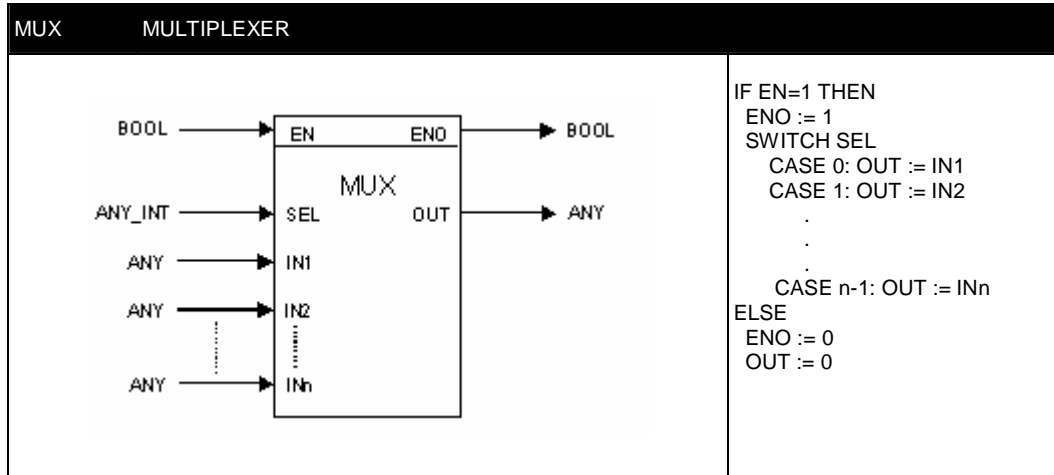 MUX MULTIPLEXER
BOOL EN ENO BOOL
MUX
ANY_INT SEL OUT ANY
ANY IN1
ANY IN2
ANY INn
IF EN=1 THEN
ENO := 1
SWITCH SEL
CASE 0: OUT := IN1
CASE 1: OUT := IN2
.
.
.
CASE n-1: OUT := INn
ELSE
ENO := 0
OUT := 0